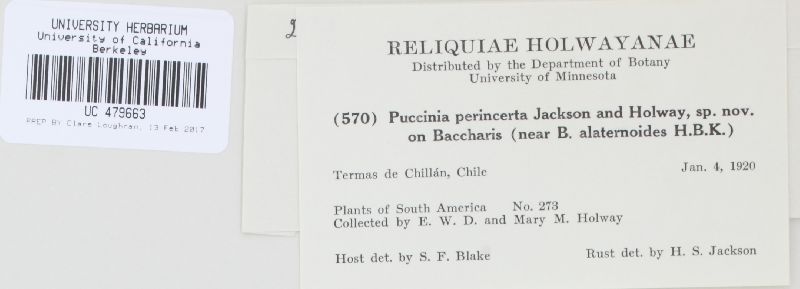 UNIVERSITY HERBARIUM
University of California
Berkeley
UC 479663
PREP BY Clare Loughran, 13 Feb 2017
2
RELIQUIAE HOLWAYANAE
Distributed by the Department of Botany
University of Minnesota
(570) Puccinia perincerta Jackson and Holway, sp. nov.
on Baccharis (near B. alaternoides H.B.K.)
Termas de Chillán, Chile Jan. 4, 1920
Plants of South America No. 273
Collected by E. W. D. and Mary M. Holway
Host det. by S. F. Blake Rust det. by H. S. Jackson